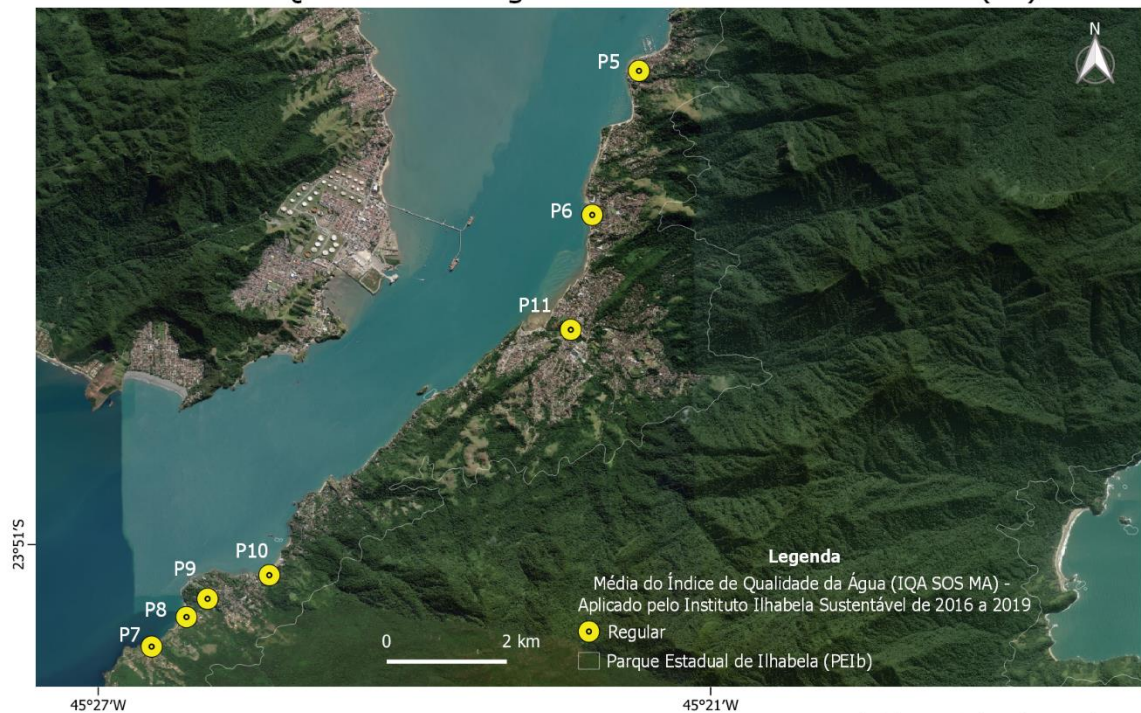 N
P5
P6
P11
P10
P9
P8
P7
23°51'S
Legenda
Média do Índice de Qualidade da Água (IQA SOS MA) -
Aplicado pelo Instituto Ilhabela Sustentável de 2016 a 2019
Regular
Parque Estadual de Ilhabela (PEIb)
0 2 km
45°27'W 45°21'W